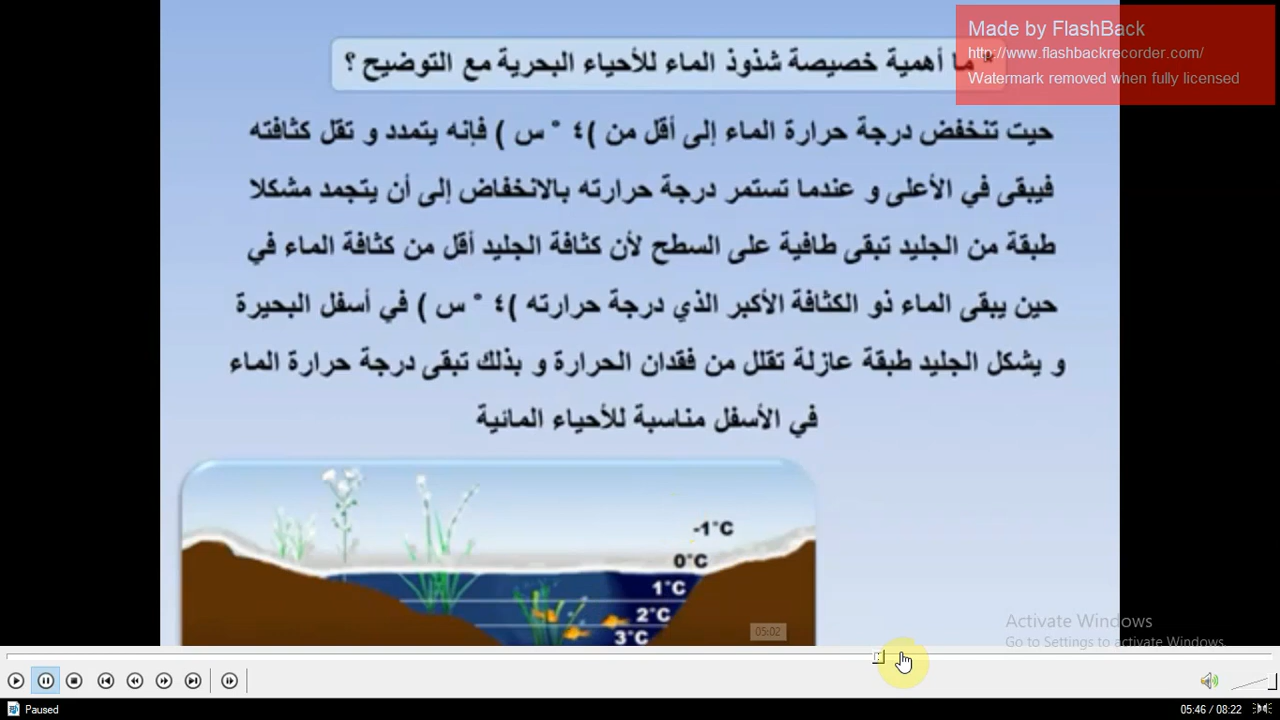 Made by FlashBack
http://www.flashbackrecorder.com/
Watermark removed when fully licensed
* ما أهمية خصيصة شذوذ الماء للأحياء البحرية مع التوضيح ؟
حيت تنخفض درجة حرارة الماء إلى أقل من )٤ ° س ) فإنه يتمدد و تقل كثافته
فيبقى في الأعلى و عندما تستمر درجة حرارته بالانخفاض إلى أن يتجمد مشكلا
طبقة من الجليد تبقى طافية على السطح لأن كثافة الجليد أقل من كثافة الماء في
حين يبقى الماء ذو الكثافة الأكبر الذي درجة حرارته )٤ ° س ) في أسفل البحيرة
و يشكل الجليد طبقة عازلة تقلل من فقدان الحرارة و بذلك تبقى درجة حرارة الماء
في الأسفل مناسبة للأحياء المائية
-1°C
0°C
1°C
2°C
3°C
05:02
Activate Windows
Go to Settings to activate Windows.
Paused
05:46 / 08:22